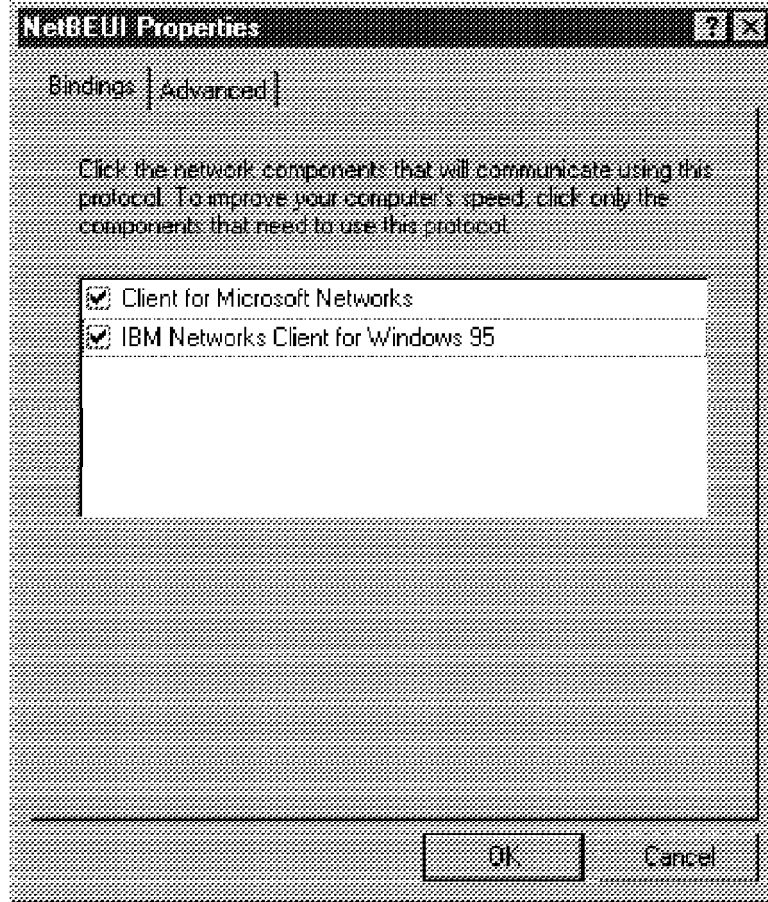 NetBEUI Properties
Bindings
Advanced
Click the network components that will communicate using this
protocol. To improve your computer's speed, click only the
components that need to use this protocol.
Client for Microsoft Networks
IBM Networks Client for Windows 95
OK
Cancel